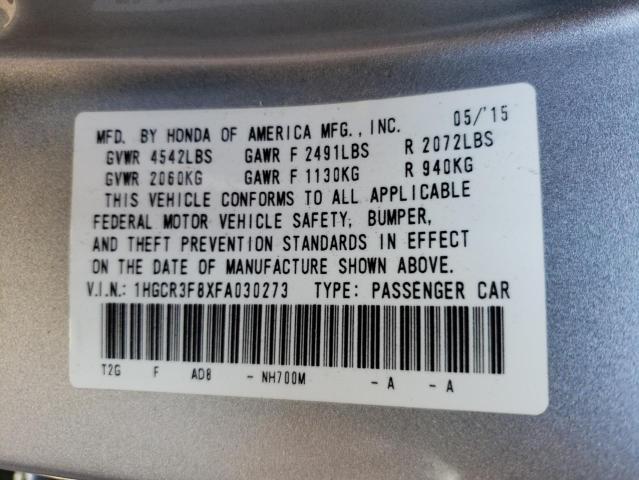 MFD. BY HONDA OF AMERICA MFG., INC. 05/'15
GVWR 4542LBS GAWR F 2491LBS R 2072LBS
GVWR 2060KG GAWR F 1130KG R 940KG
THIS VEHICLE CONFORMS TO ALL APPLICABLE
FEDERAL MOTOR VEHICLE SAFETY, BUMPER,
AND THEFT PREVENTION STANDARDS IN EFFECT
ON THE DATE OF MANUFACTURE SHOWN ABOVE.
V.I.N.: 1HGCR3F8XFA030273 TYPE: PASSENGER CAR
T2G F AD8 - NH700M - A - A